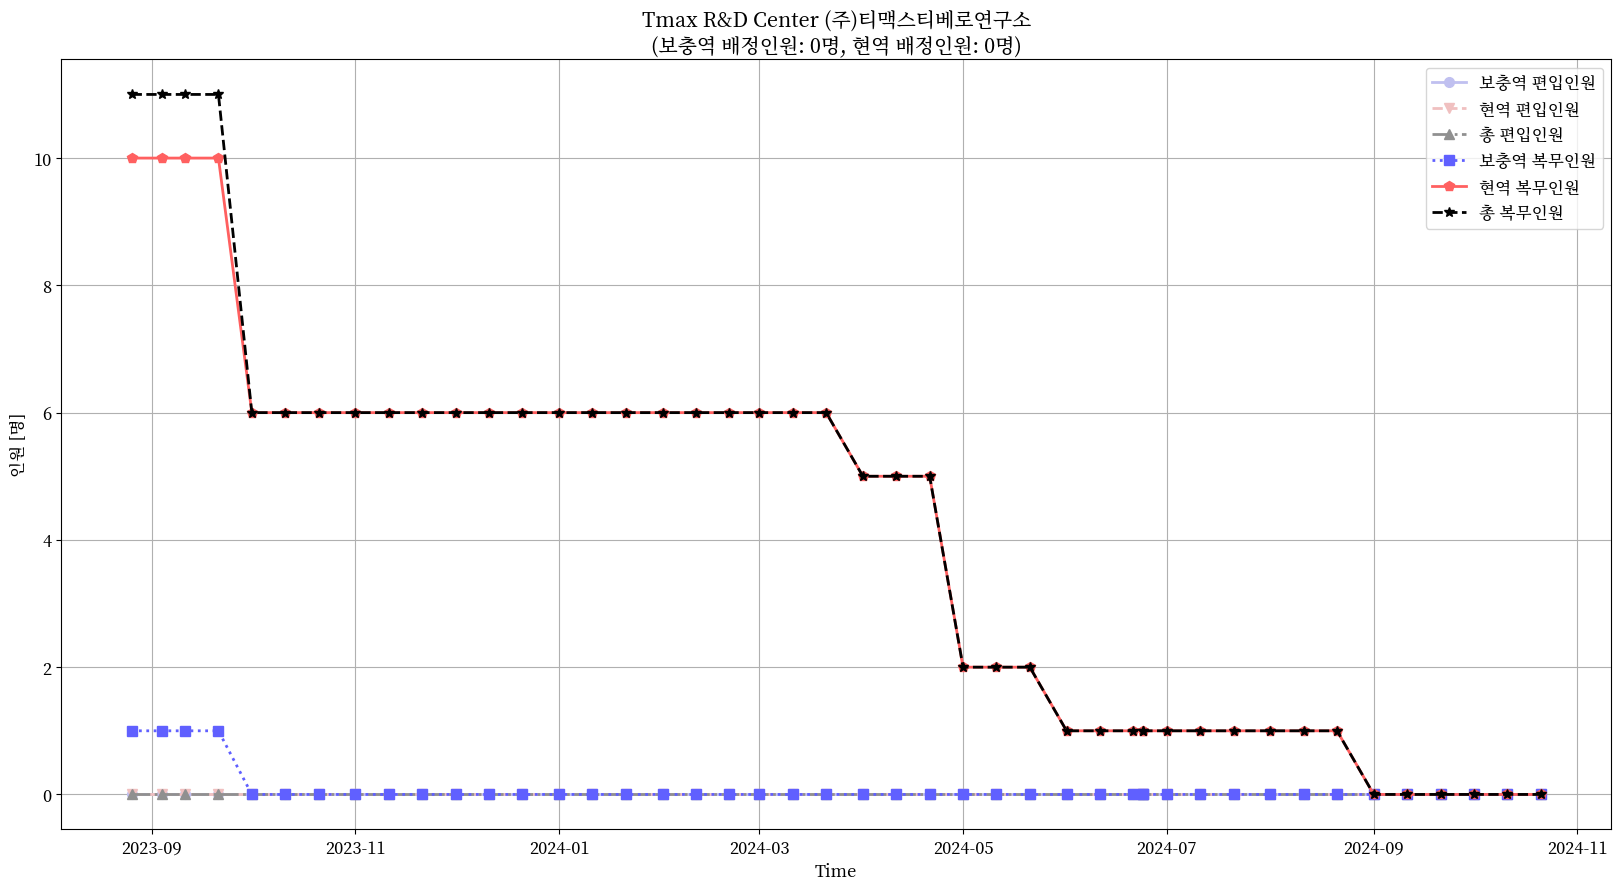 Tmax R&D Center (주)티맥스티베로연구소
(보충역 배정인원: 0명, 현역 배정인원: 0명)
보충역 편입인원
현역 편입인원
총 편입인원
보충역 복무인원
현역 복무인원
총 복무인원
인원 [명]
10
8
6
4
2
0
2023-09
2023-11
2024-01
2024-03
2024-05
2024-07
2024-09
2024-11
Time